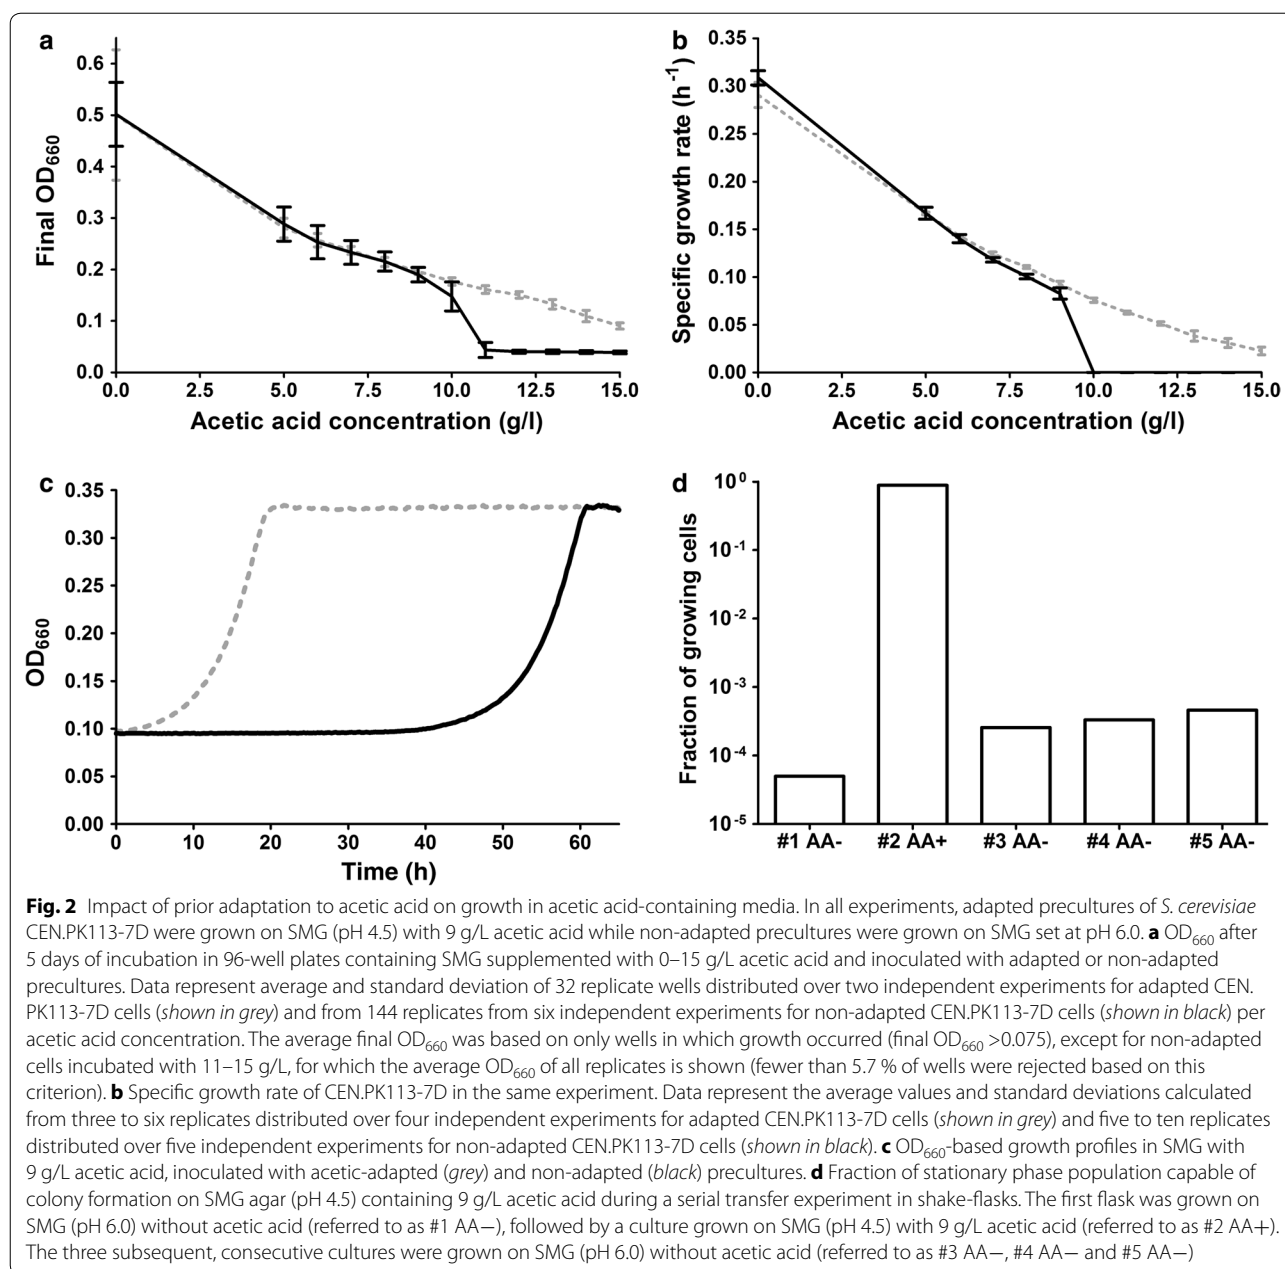 a
0.6
0.5
0.4
0.3
0.2
0.1
0.0
Final OD660
0.0 2.5 5.0 7.5 10.0 12.5 15.0
Acetic acid concentration (g/l)
b
0.35
0.30
0.25
0.20
0.15
0.10
0.05
0.00
Specific growth rate (h-1)
0.0 2.5 5.0 7.5 10.0 12.5 15.0
Acetic acid concentration (g/l)
c
0.35
0.30
0.25
0.20
0.15
0.10
0.05
0.00
OD660
0 10 20 30 40 50 60
Time (h)
d
10^0
10^-1
10^-2
10^-3
10^-4
10^-5
Fraction of growing cells
#1 AA- #2 AA+ #3 AA- #4 AA- #5 AA-
Fig. 2 Impact of prior adaptation to acetic acid on growth in acetic acid-containing media. In all experiments, adapted precultures of S. cerevisiae
CEN.PK113-7D were grown on SMG (pH 4.5) with 9 g/L acetic acid while non-adapted precultures were grown on SMG set at pH 6.0. a OD660 after
5 days of incubation in 96-well plates containing SMG supplemented with 0–15 g/L acetic acid and inoculated with adapted or non-adapted
precultures. Data represent average and standard deviation of 32 replicate wells distributed over two independent experiments for adapted CEN.
PK113-7D cells (shown in grey) and from 144 replicates from six independent experiments for non-adapted CEN.PK113-7D cells (shown in black) per
acetic acid concentration. The average final OD660 was based on only wells in which growth occurred (final OD660 >0.075), except for non-adapted
cells incubated with 11–15 g/L, for which the average OD660 of all replicates is shown (fewer than 5.7 % of wells were rejected based on this
criterion). b Specific growth rate of CEN.PK113-7D in the same experiment. Data represent the average values and standard deviations calculated
from three to six replicates distributed over four independent experiments for adapted CEN.PK113-7D cells (shown in grey) and five to ten replicates
distributed over five independent experiments for non-adapted CEN.PK113-7D cells (shown in black). c OD660-based growth profiles in SMG with
9 g/L acetic acid, inoculated with acetic-adapted (grey) and non-adapted (black) precultures. d Fraction of stationary phase population capable of
colony formation on SMG agar (pH 4.5) containing 9 g/L acetic acid during a serial transfer experiment in shake-flasks. The first flask was grown on
SMG (pH 6.0) without acetic acid (referred to as #1 AA−), followed by a culture grown on SMG (pH 4.5) with 9 g/L acetic acid (referred to as #2 AA+).
The three subsequent, consecutive cultures were grown on SMG (pH 6.0) without acetic acid (referred to as #3 AA−, #4 AA− and #5 AA−)